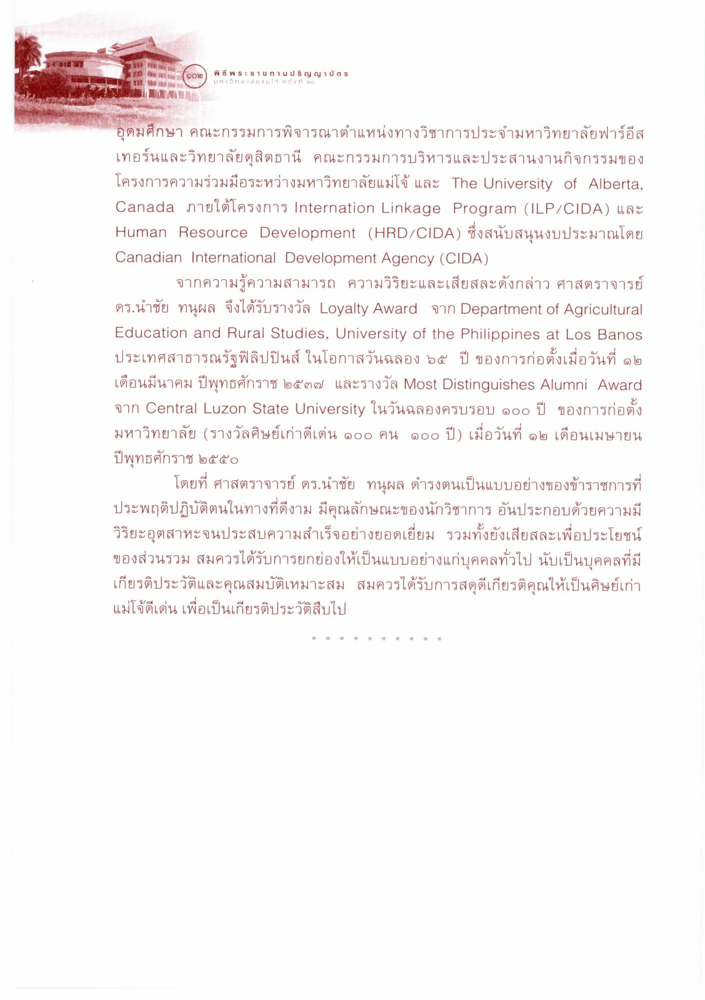 ๑๐๒
พิธีพระราชทานปริญญาบัตร
มหาวิทยาลัยแม่โจ้ ครั้งที่ ๓๐
อุดมศึกษา คณะกรรมการพิจารณาตำแหน่งทางวิชาการประจำมหาวิทยาลัยฟาร์อีส
เทอร์นและวิทยาลัยดุสิตธานี คณะกรรมการบริหารและประสานงานกิจกรรมของ
โครงการความร่วมมือระหว่างมหาวิทยาลัยแม่โจ้ และ The University of Alberta,
Canada ภายใต้โครงการ Internation Linkage Program (ILP/CIDA) และ
Human Resource Development (HRD/CIDA) ซึ่งสนับสนุนงบประมาณโดย
Canadian International Development Agency (CIDA)
จากความรู้ความสามารถ ความวิริยะและเสียสละดังกล่าว ศาสตราจารย์
ดร.นำชัย ทนุผล จึงได้รับรางวัล Loyalty Award จาก Department of Agricultural
Education and Rural Studies, University of the Philippines at Los Banos
ประเทศสาธารณรัฐฟิลิปปินส์ ในโอกาสวันฉลอง ๖๕ ปี ของการก่อตั้งเมื่อวันที่ ๑๒
เดือนมีนาคม ปีพุทธศักราช ๒๕๓๗ และรางวัล Most Distinguishes Alumni Award
จาก Central Luzon State University ในวันฉลองครบรอบ ๑๐๐ ปี ของการก่อตั้ง
มหาวิทยาลัย (รางวัลศิษย์เก่าดีเด่น ๑๐๐ คน ๑๐๐ ปี) เมื่อวันที่ ๑๒ เดือนเมษายน
ปีพุทธศักราช ๒๕๕๐
โดยที่ ศาสตราจารย์ ดร.นำชัย ทนุผล ดำรงตนเป็นแบบอย่างของข้าราชการที่
ประพฤติปฏิบัติตนในทางที่ดีงาม มีคุณลักษณะของนักวิชาการ อันประกอบด้วยความมี
วิริยะอุตสาหะจนประสบความสำเร็จอย่างยอดเยี่ยม รวมทั้งยังเสียสละเพื่อประโยชน์
ของส่วนรวม สมควรได้รับการยกย่องให้เป็นแบบอย่างแก่บุคคลทั่วไป นับเป็นบุคคลที่มี
เกียรติประวัติและคุณสมบัติเหมาะสม สมควรได้รับการสดุดีเกียรติคุณให้เป็นศิษย์เก่า
แม่โจ้ดีเด่น เพื่อเป็นเกียรติประวัติสืบไป
* * * * * * * * * *